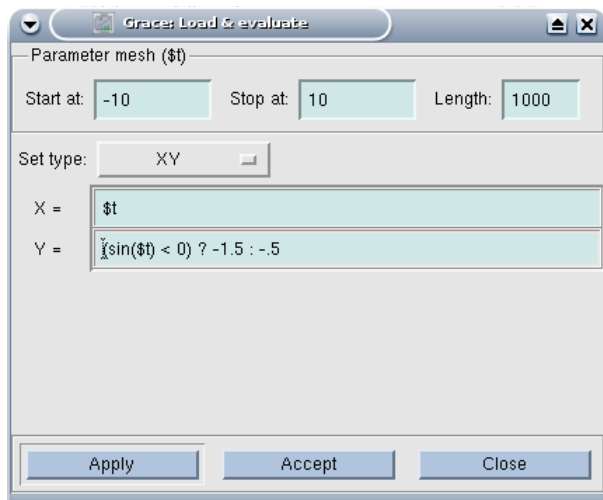 Grace: Load & evaluate
Parameter mesh ($t)
Start at: -10 Stop at: 10 Length: 1000
Set type: XY
X = $t
Y = (sin($t) < 0) ? -1.5 : -.5
Apply Accept Close